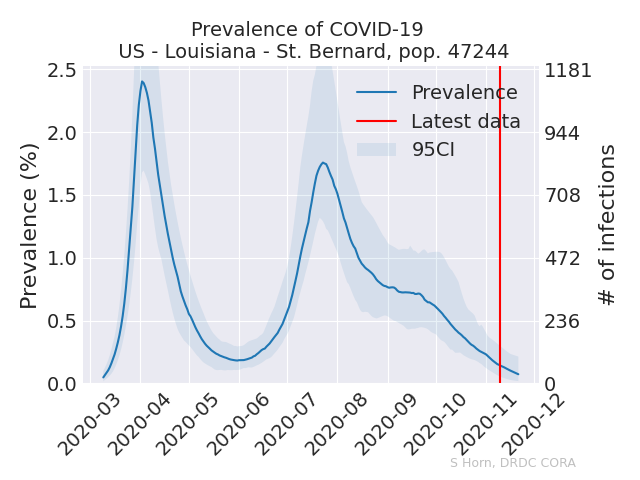 Prevalence of COVID-19
US - Louisiana - St. Bernard, pop. 47244
Prevalence
Latest data
95CI
Prevalence (%)
2.5
2.0
1.5
1.0
0.5
0.0
1181
944
708
472
236
0
# of infections
2020-03
2020-04
2020-05
2020-06
2020-07
2020-08
2020-09
2020-10
2020-11
2020-12
S Horn, DRDC CORA